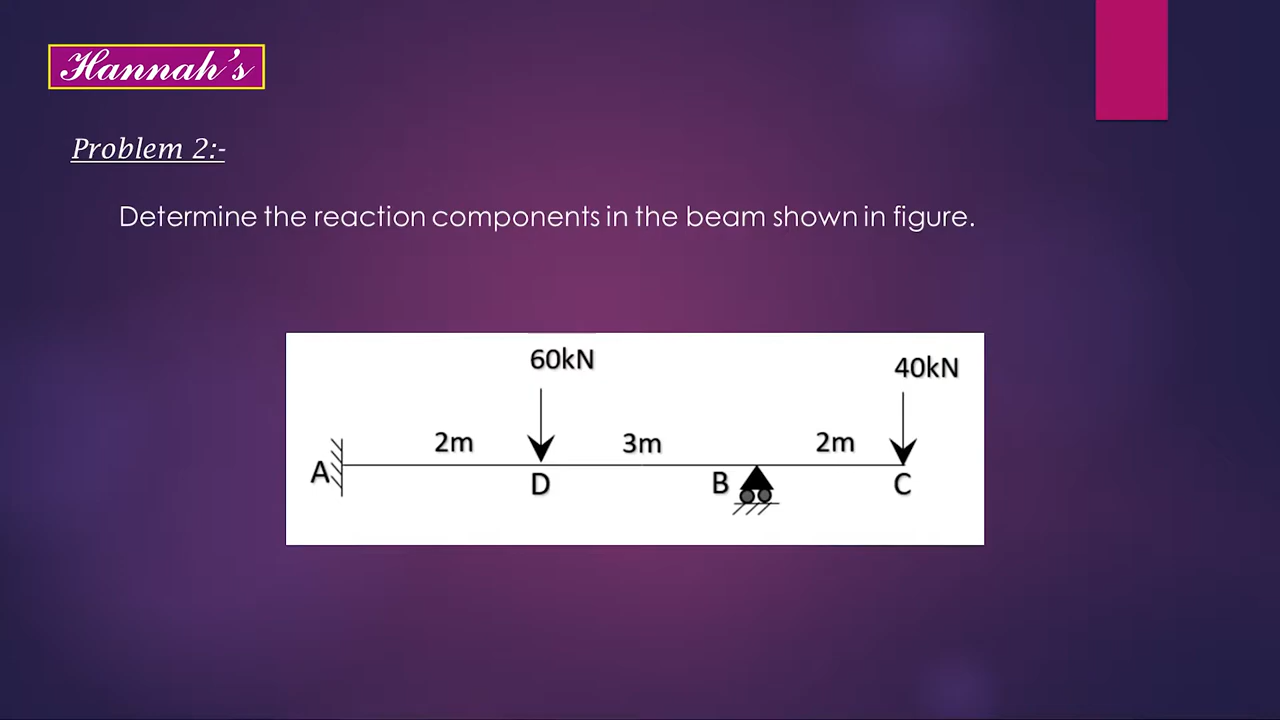 Hannah's
Problem 2:-
Determine the reaction components in the beam shown in figure.
60kN
40kN
2m
3m
2m
A
D
B
C